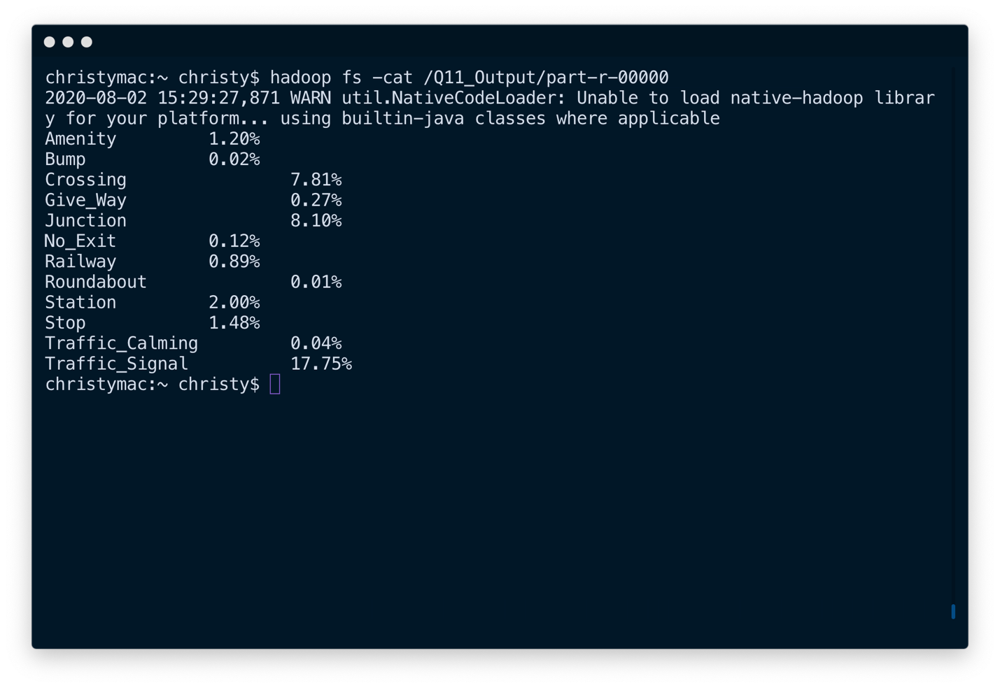 christymac:~ christy$ hadoop fs -cat /Q11_Output/part-r-00000
2020-08-02 15:29:27,871 WARN util.NativeCodeLoader: Unable to load native-hadoop librar
y for your platform... using builtin-java classes where applicable
Amenity 1.20%
Bump 0.02%
Crossing 7.81%
Give_Way 0.27%
Junction 8.10%
No_Exit 0.12%
Railway 0.89%
Roundabout 0.01%
Station 2.00%
Stop 1.48%
Traffic_Calming 0.04%
Traffic_Signal 17.75%
christymac:~ christy$